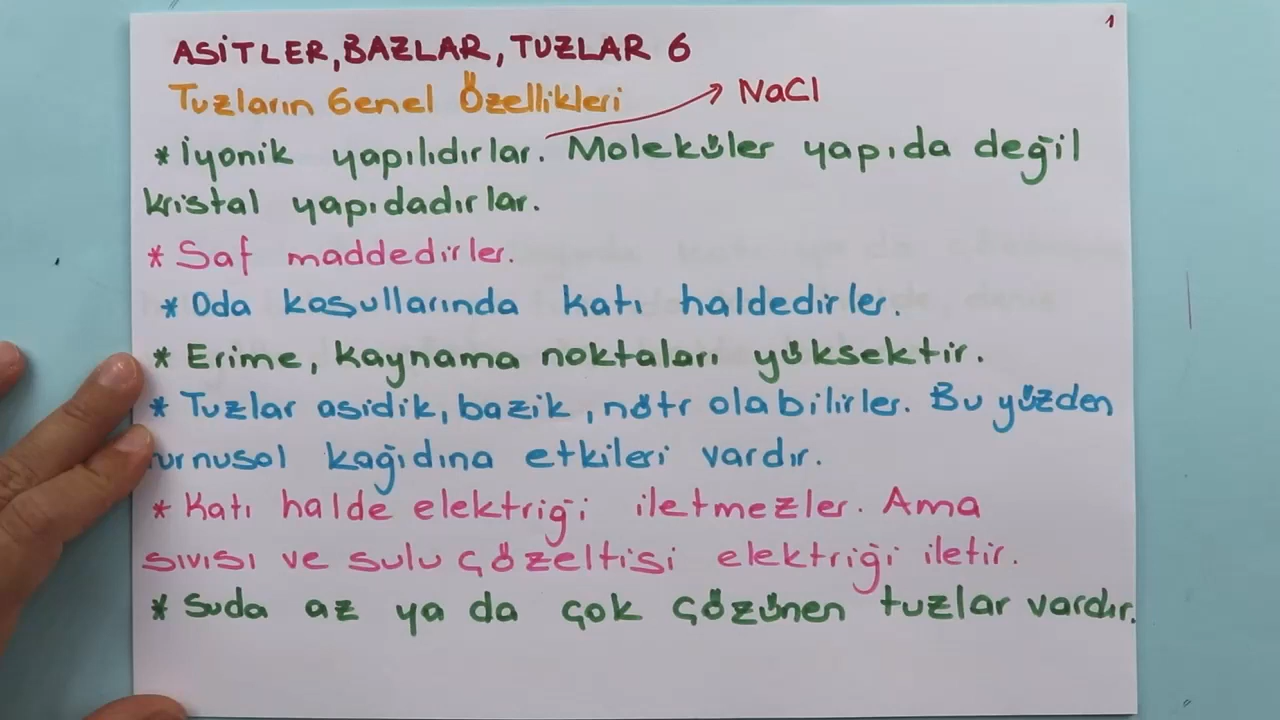 1
ASİTLER, BAZLAR, TUZLAR 6
Tuzların Genel Özellikleri → NaCl
* İyonik yapılıdırlar. Moleküler yapıda değil
kristal yapıdadırlar.
* Saf maddedirler.
* Oda koşullarında katı haldedirler.
* Erime, kaynama noktaları yüksektir.
* Tuzlar asidik, bazik, nötr olabilirler. Bu yüzden
turnusol kağıdına etkileri vardır.
* Katı halde elektriği iletmezler. Ama
sıvısı ve sulu çözeltisi elektriği iletir.
* Suda az ya da çok çözünen tuzlar vardır.